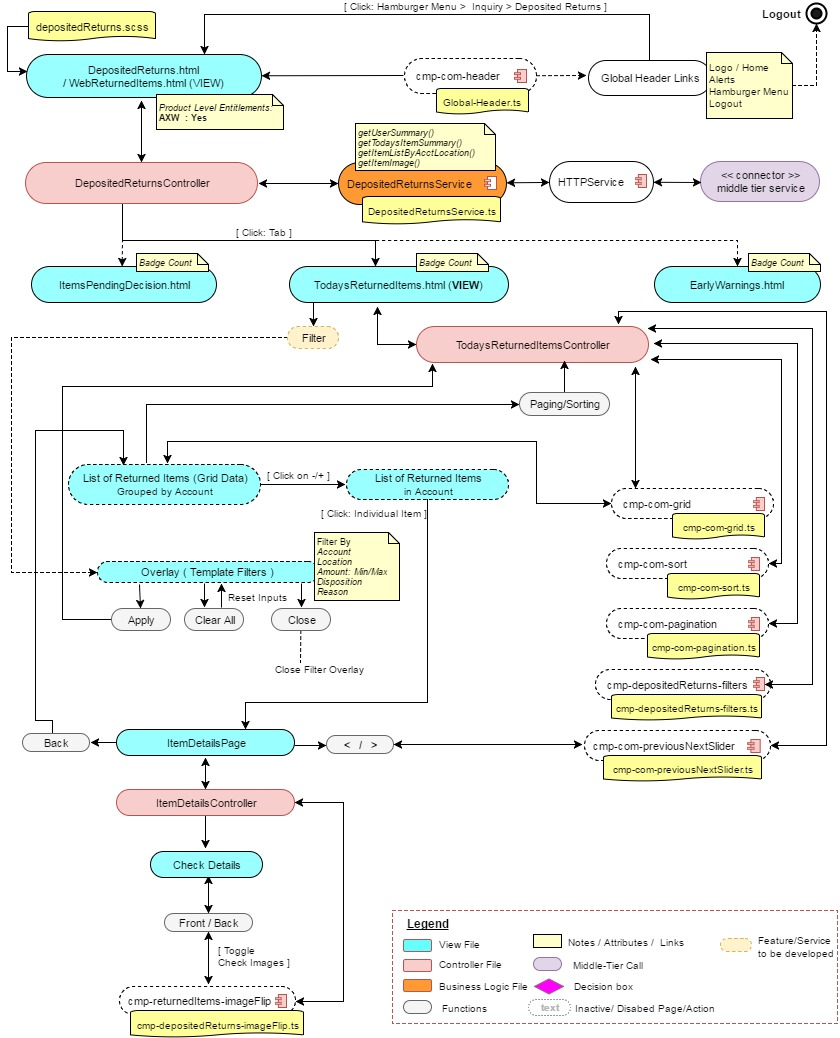 [ Click: Hamburger Menu > Inquiry > Deposited Returns ]
Logout
depositedReturns.scss
DepositedReturns.html
/ WebReturnedItems.html (VIEW)
cmp-com-header
Global-Header.ts
Global Header Links
Logo / Home
Alerts
Hamburger Menu
Logout
Product Level Entitlements:
AXW : Yes
getUserSummary()
getTodaysItemSummary()
getItemListByAcctLocation()
getItemImage()
DepositedReturnsController
DepositedReturnsService
DepositedReturnsService.ts
HTTPService
<< connector >>
middle tier service
[ Click: Tab ]
Badge Count
ItemsPendingDecision.html
Badge Count
TodaysReturnedItems.html (VIEW)
Badge Count
EarlyWarnings.html
Filter
TodaysReturnedItemsController
Paging/Sorting
List of Returned Items (Grid Data)
Grouped by Account
[ Click on -/+ ]
List of Returned Items
in Account
cmp-com-grid
cmp-com-grid.ts
[ Click: Individual Item ]
Filter By
Account
Location
Amount: Min/Max
Disposition
Reason
Overlay ( Template Filters )
cmp-com-sort
cmp-com-sort.ts
Reset Inputs
Apply
Clear All
Close
cmp-com-pagination
cmp-com-pagination.ts
Close Filter Overlay
cmp-depositedReturns-filters
cmp-depositedReturns-filters.ts
Back
ItemDetailsPage
< / >
cmp-com-previousNextSlider
cmp-com-previousNextSlider.ts
ItemDetailsController
Check Details
Front / Back
[ Toggle
Check Images ]
cmp-returnedItems-imageFlip
cmp-depositedReturns-imageFlip.ts
Legend
View File
Controller File
Business Logic File
Functions
Notes / Attributes / Links
Middle-Tier Call
Decision box
text
Inactive/ Disabed Page/Action
Feature/Service
to be developed